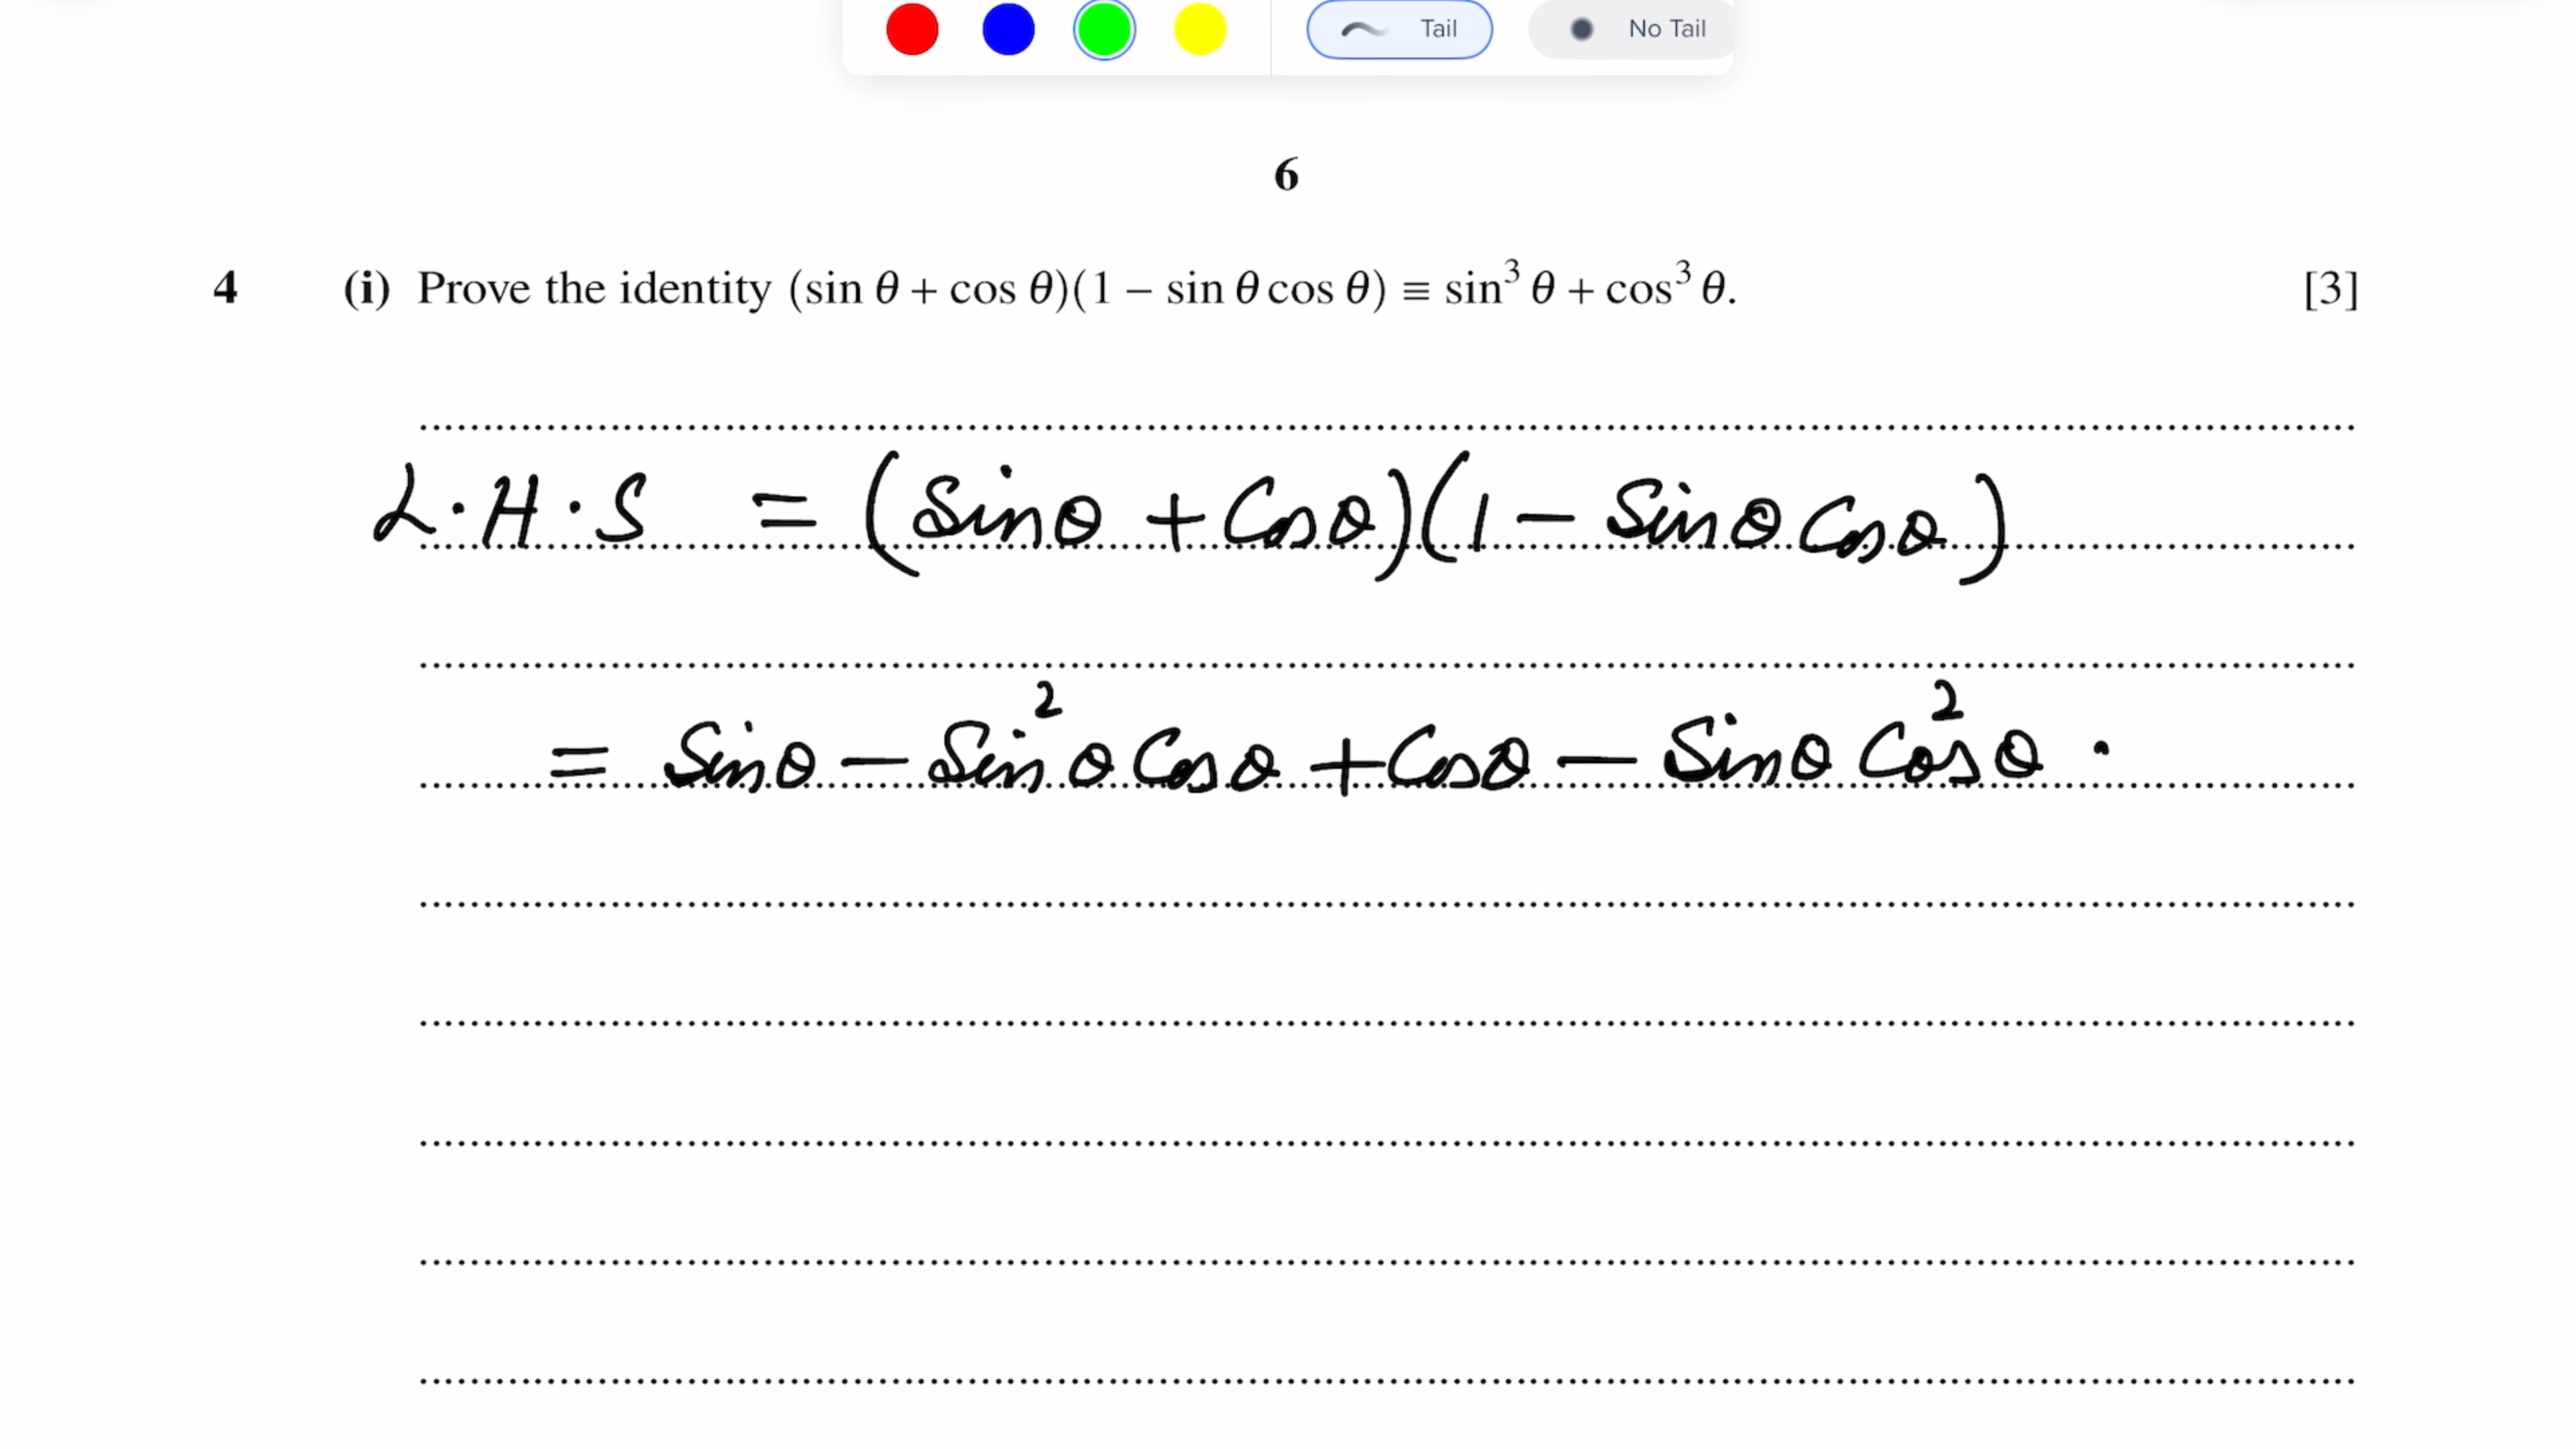 Tail No Tail
6
4 (i) Prove the identity (sin θ + cos θ)(1 − sin θ cos θ) ≡ sin³ θ + cos³ θ. [3]
L.H.S = (Sinθ + Cosθ)(1 − Sinθ Cosθ)
= Sinθ − Sin²θ Cosθ + Cosθ − Sinθ Cos²θ .